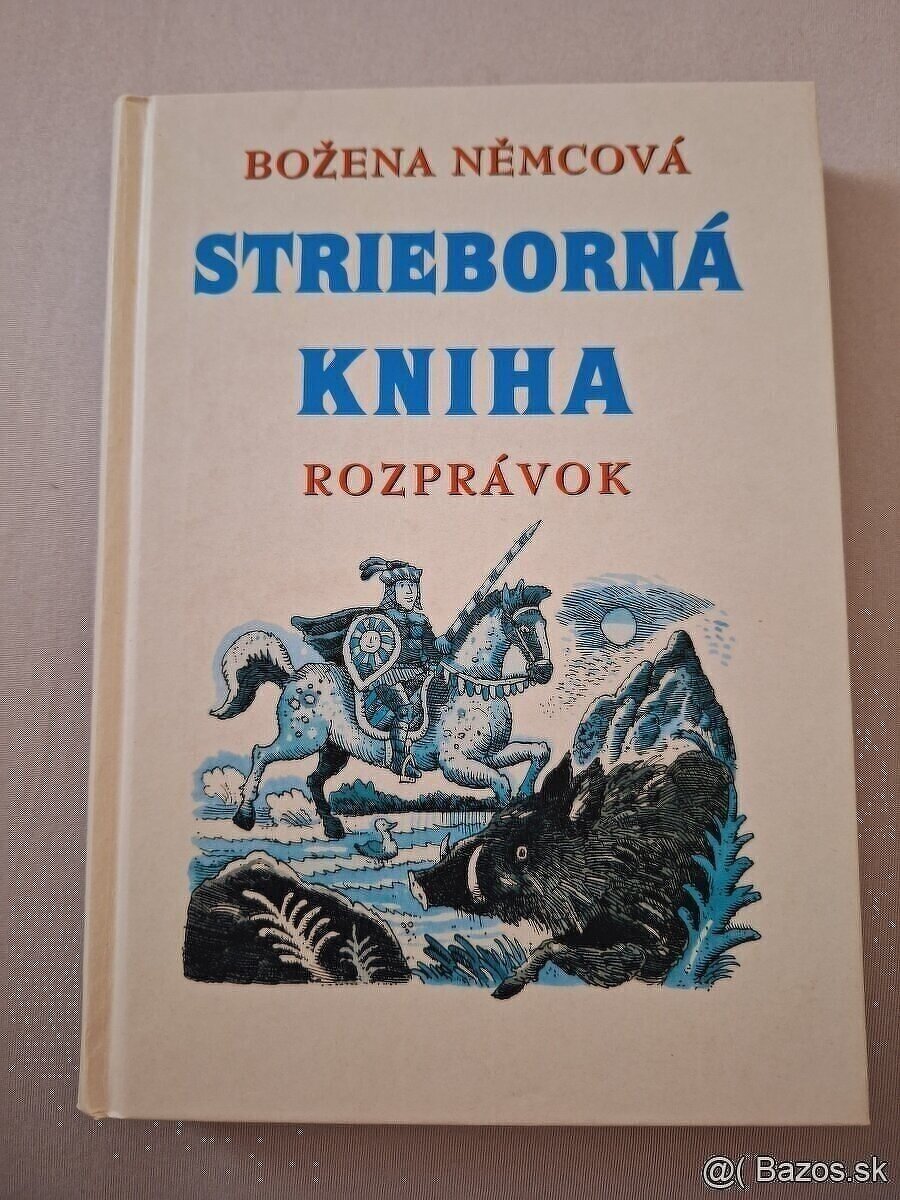 BOŽENA NĚMCOVÁ
STRIEBORNÁ
KNIHA
ROZPRÁVOK
@( Bazos.sk